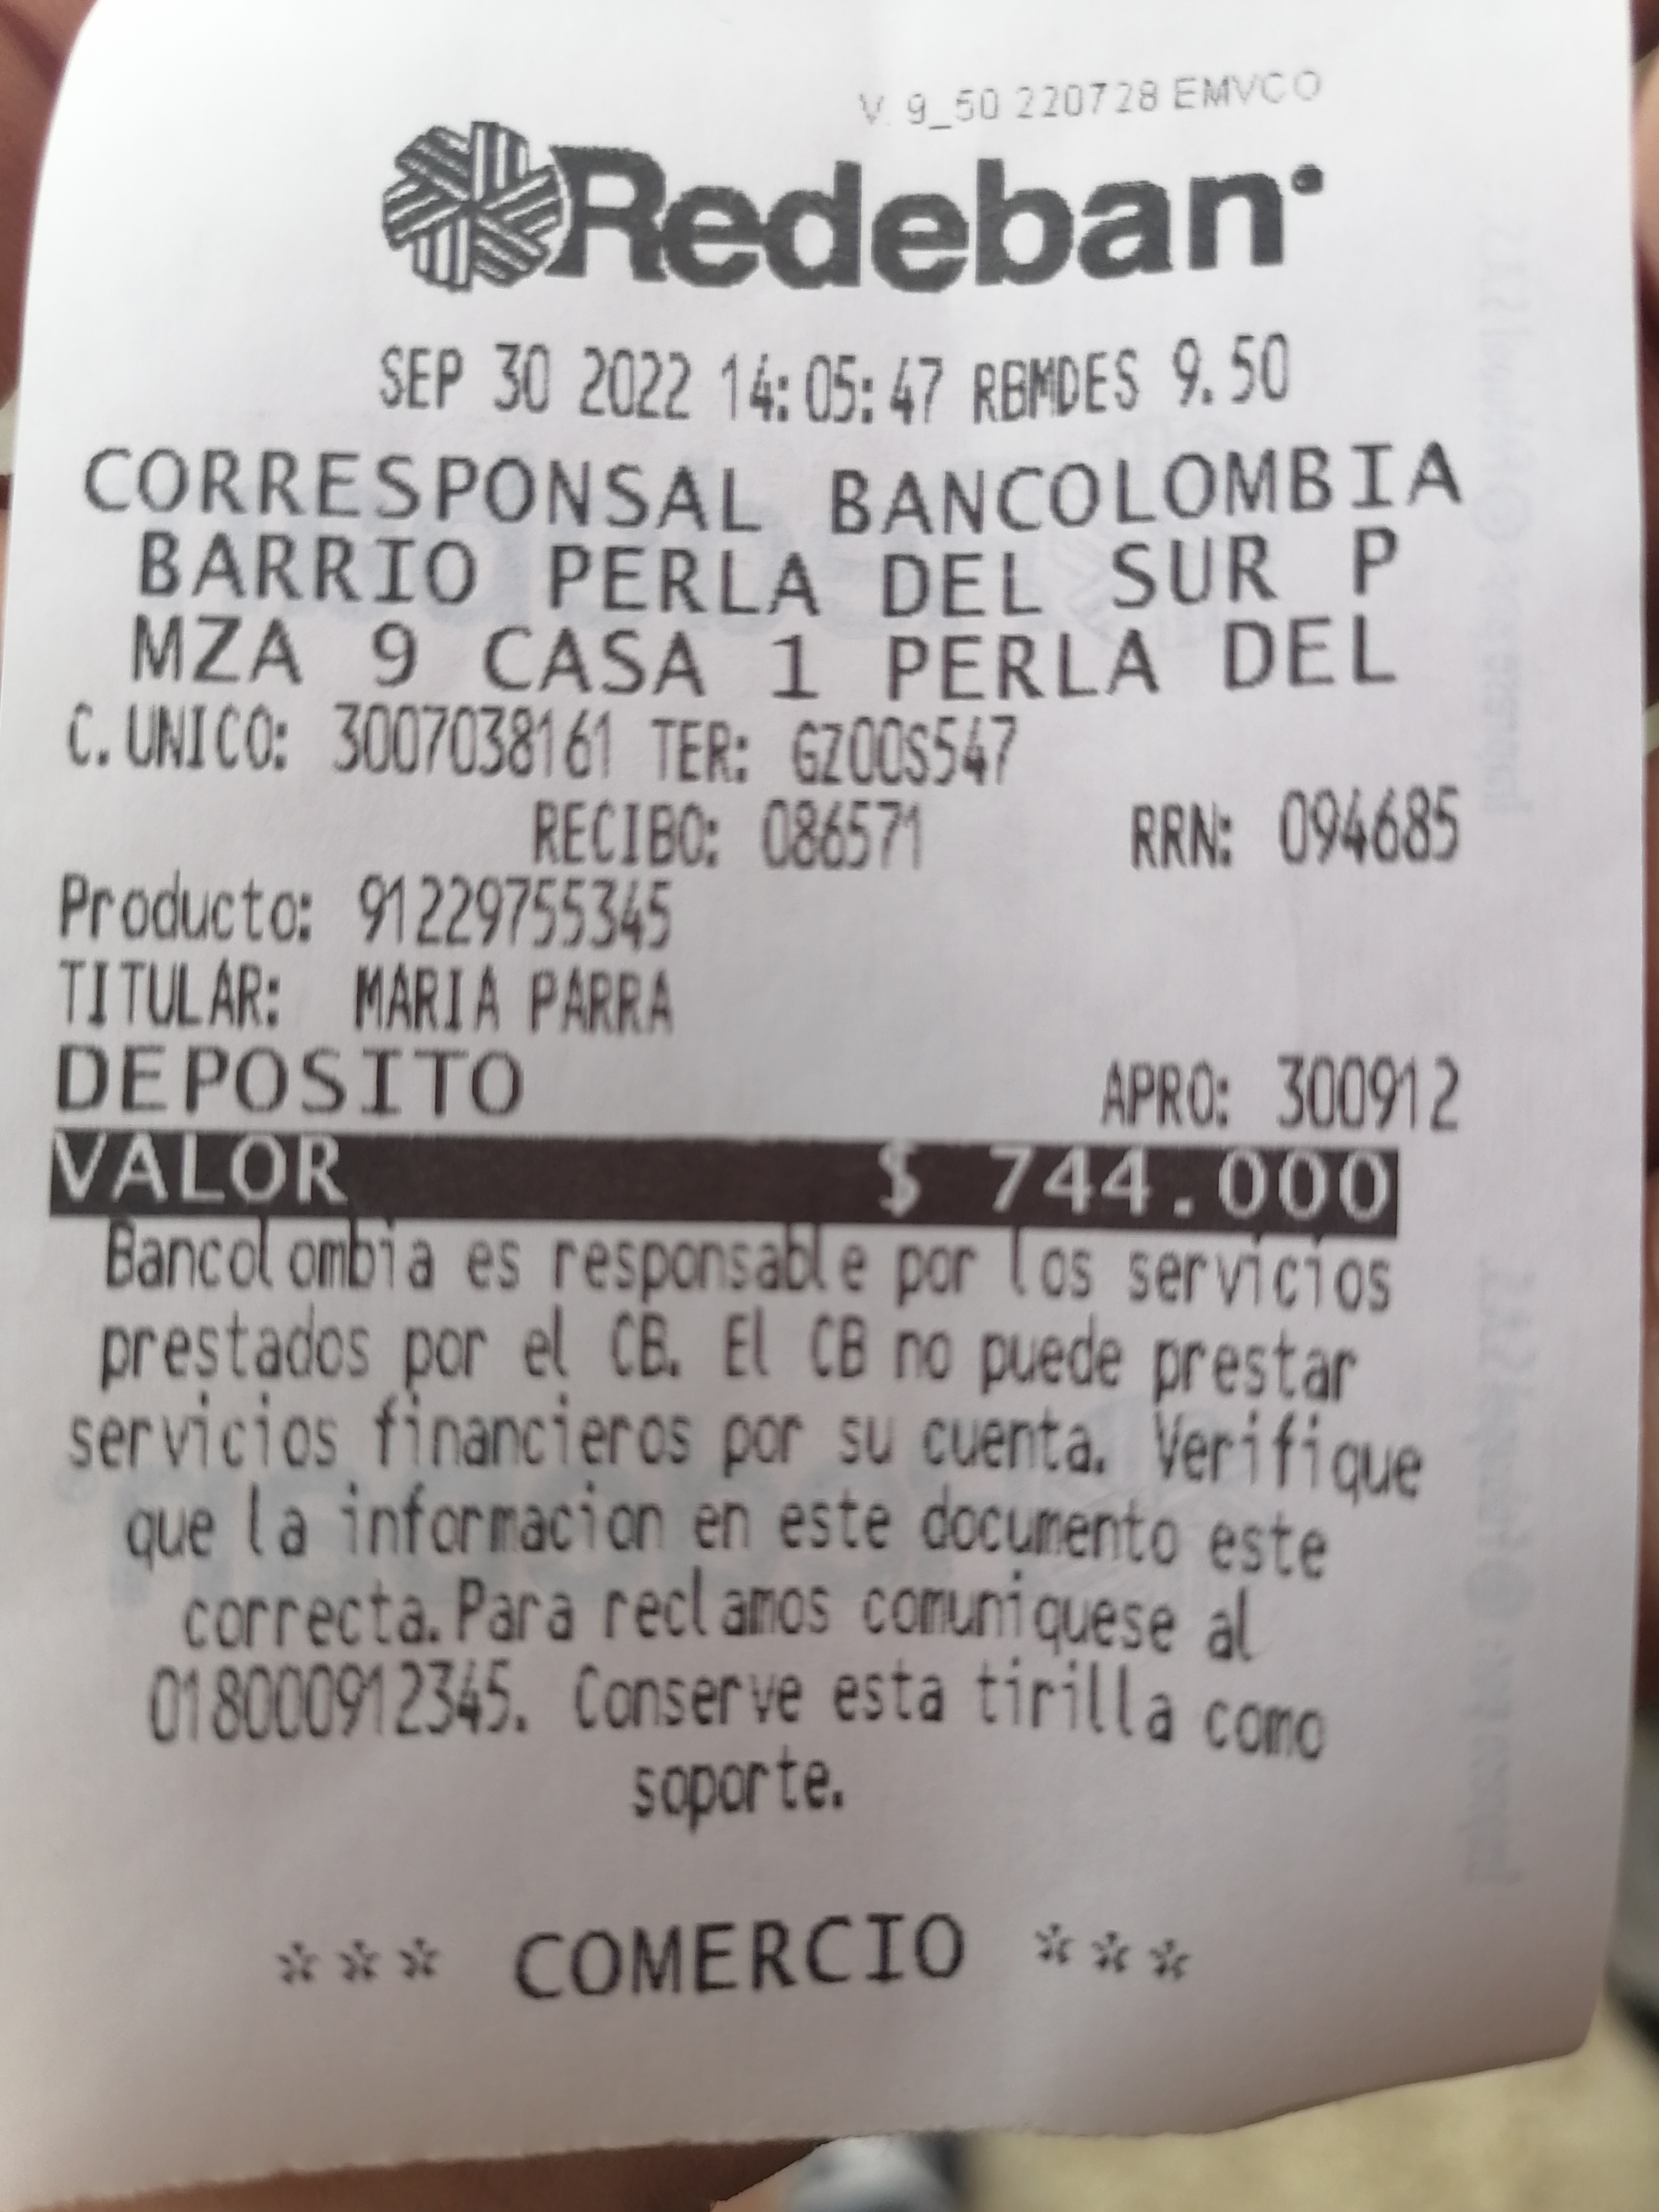 V. 9_50 220728 EMVCO
Redeban
SEP 30 2022 14:05:47 RBMDES 9.50
CORRESPONSAL BANCOLOMBIA
BARRIO PERLA DEL SUR P
MZA 9 CASA 1 PERLA DEL
C.UNICO: 3007038161 TER: GZ00S547
RECIBO: 086571 RRN: 094685
Producto: 91229755345
TITULAR: MARIA PARRA
DEPOSITO APRO: 300912
VALOR $ 744.000
Bancolombia es responsable por los servicios
prestados por el CB. El CB no puede prestar
servicios financieros por su cuenta. Verifique
que la informacion en este documento este
correcta.Para reclamos comuniquese al
018000912345. Conserve esta tirilla como
soporte.
*** COMERCIO ***